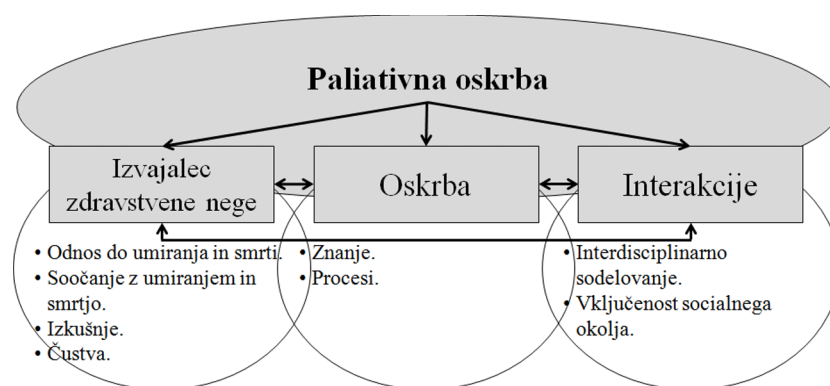 Paliativna oskrba
Izvajalec
zdravstvene nege
Oskrba
Interakcije
• Odnos do umiranja in smrti.
• Soočanje z umiranjem in
smrtjo.
• Izkušnje.
• Čustva.
• Znanje.
• Procesi.
• Interdisciplinarno
sodelovanje.
• Vključenost socialnega
okolja.